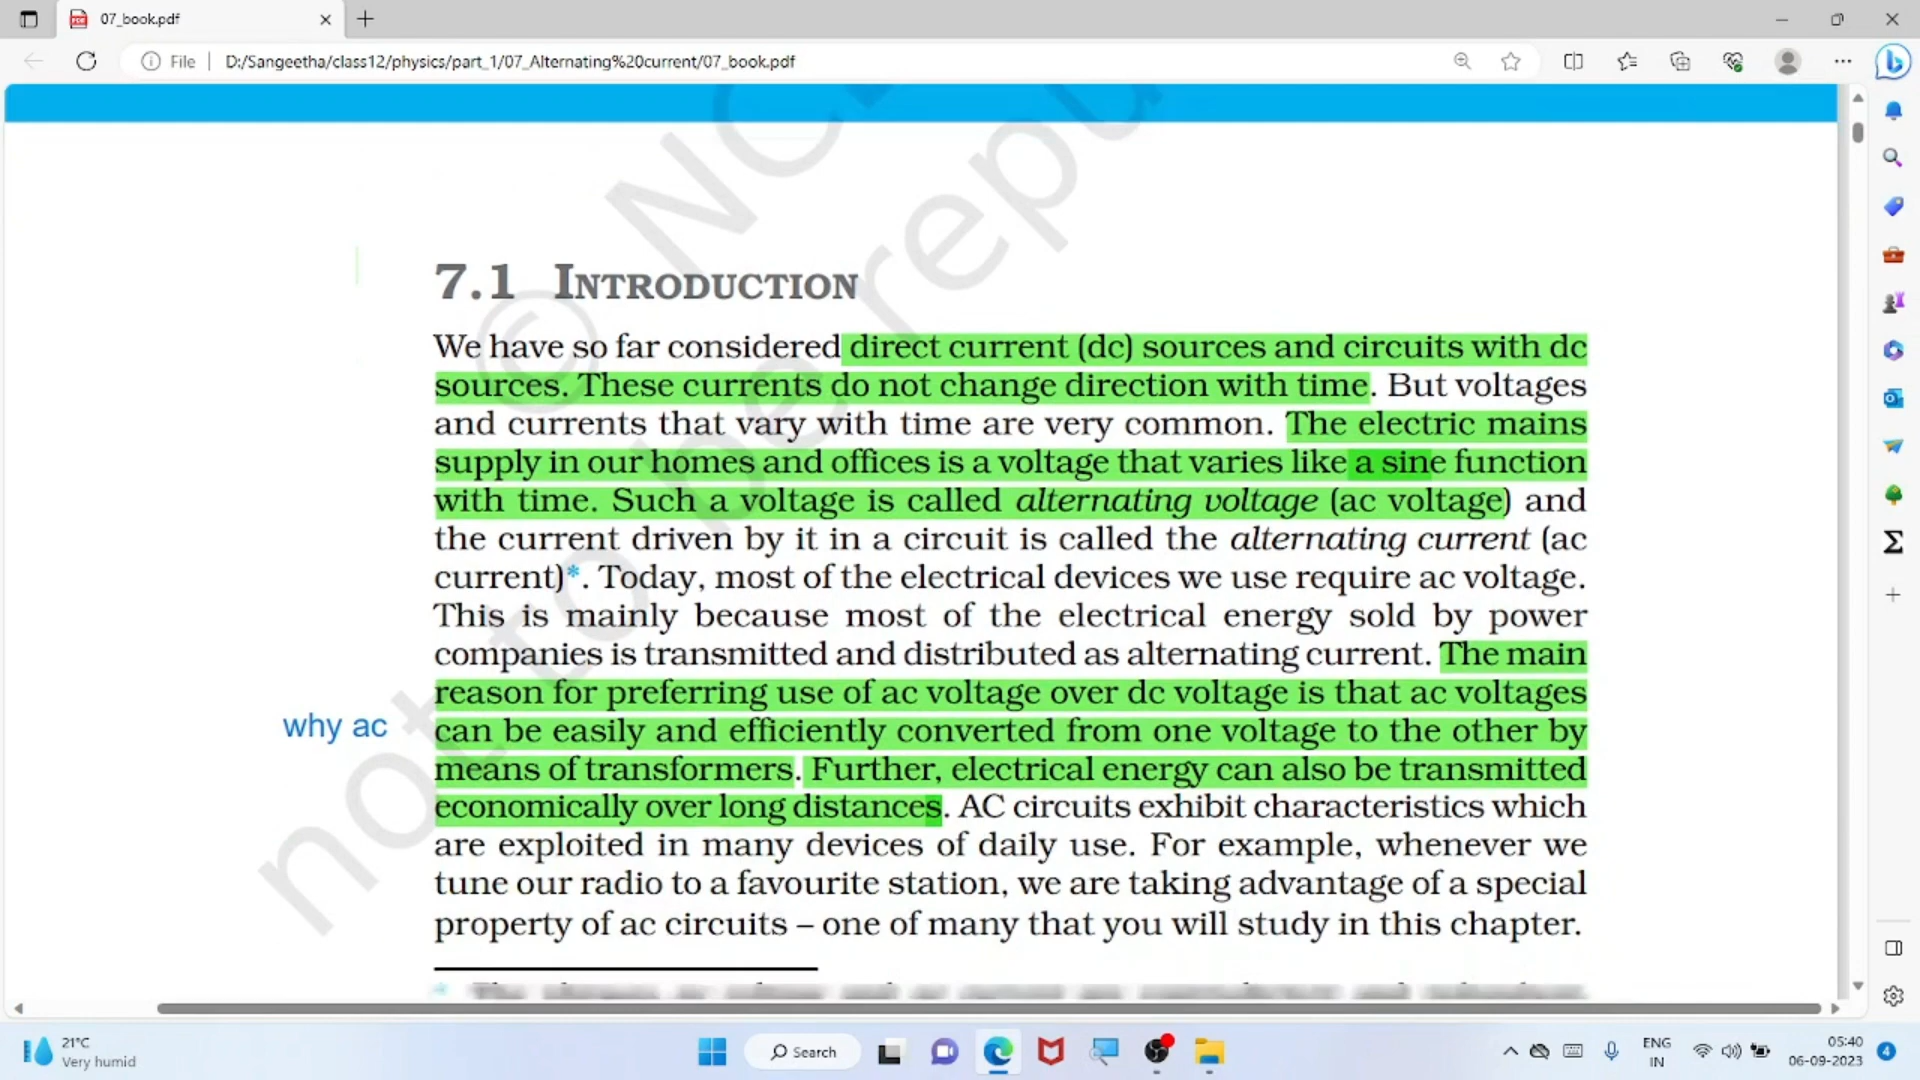 07_book.pdf
File
D:/Sangeetha/class12/physics/part_1/07_Alternating%20current/07_book.pdf
© NC
not to be repu
7.1 INTRODUCTION
We have so far considered direct current (dc) sources and circuits with dc
sources. These currents do not change direction with time. But voltages
and currents that vary with time are very common. The electric mains
supply in our homes and offices is a voltage that varies like a sine function
with time. Such a voltage is called alternating voltage (ac voltage) and
the current driven by it in a circuit is called the alternating current (ac
current)*. Today, most of the electrical devices we use require ac voltage.
This is mainly because most of the electrical energy sold by power
companies is transmitted and distributed as alternating current. The main
reason for preferring use of ac voltage over dc voltage is that ac voltages
why ac
can be easily and efficiently converted from one voltage to the other by
means of transformers. Further, electrical energy can also be transmitted
economically over long distances. AC circuits exhibit characteristics which
are exploited in many devices of daily use. For example, whenever we
tune our radio to a favourite station, we are taking advantage of a special
property of ac circuits – one of many that you will study in this chapter.
21°C
Very humid
Search
ENG
IN
05:40
06-09-2023
4